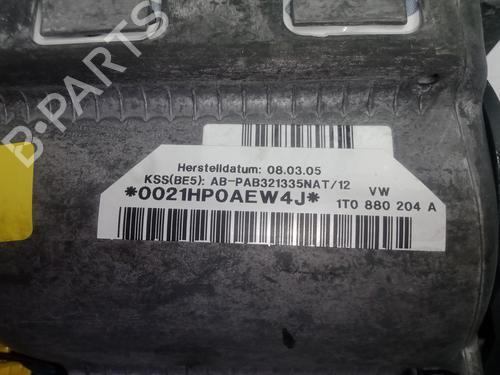 B-PARTS
Herstelldatum: 08.03.05
KSS(BE5): AB-PAB321335NAT/12
VW
*0021HP0AEW4J*
1T0 880 204 A